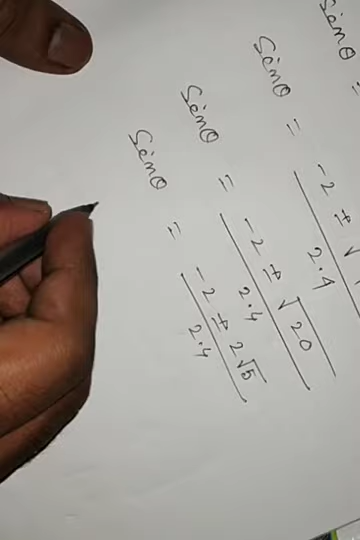 Sinθ =
Sinθ = -2 ± √ / 2.4
Sinθ = -2 ± √20 / 2.4
Sinθ = -2 ± 2√5 / 2.4